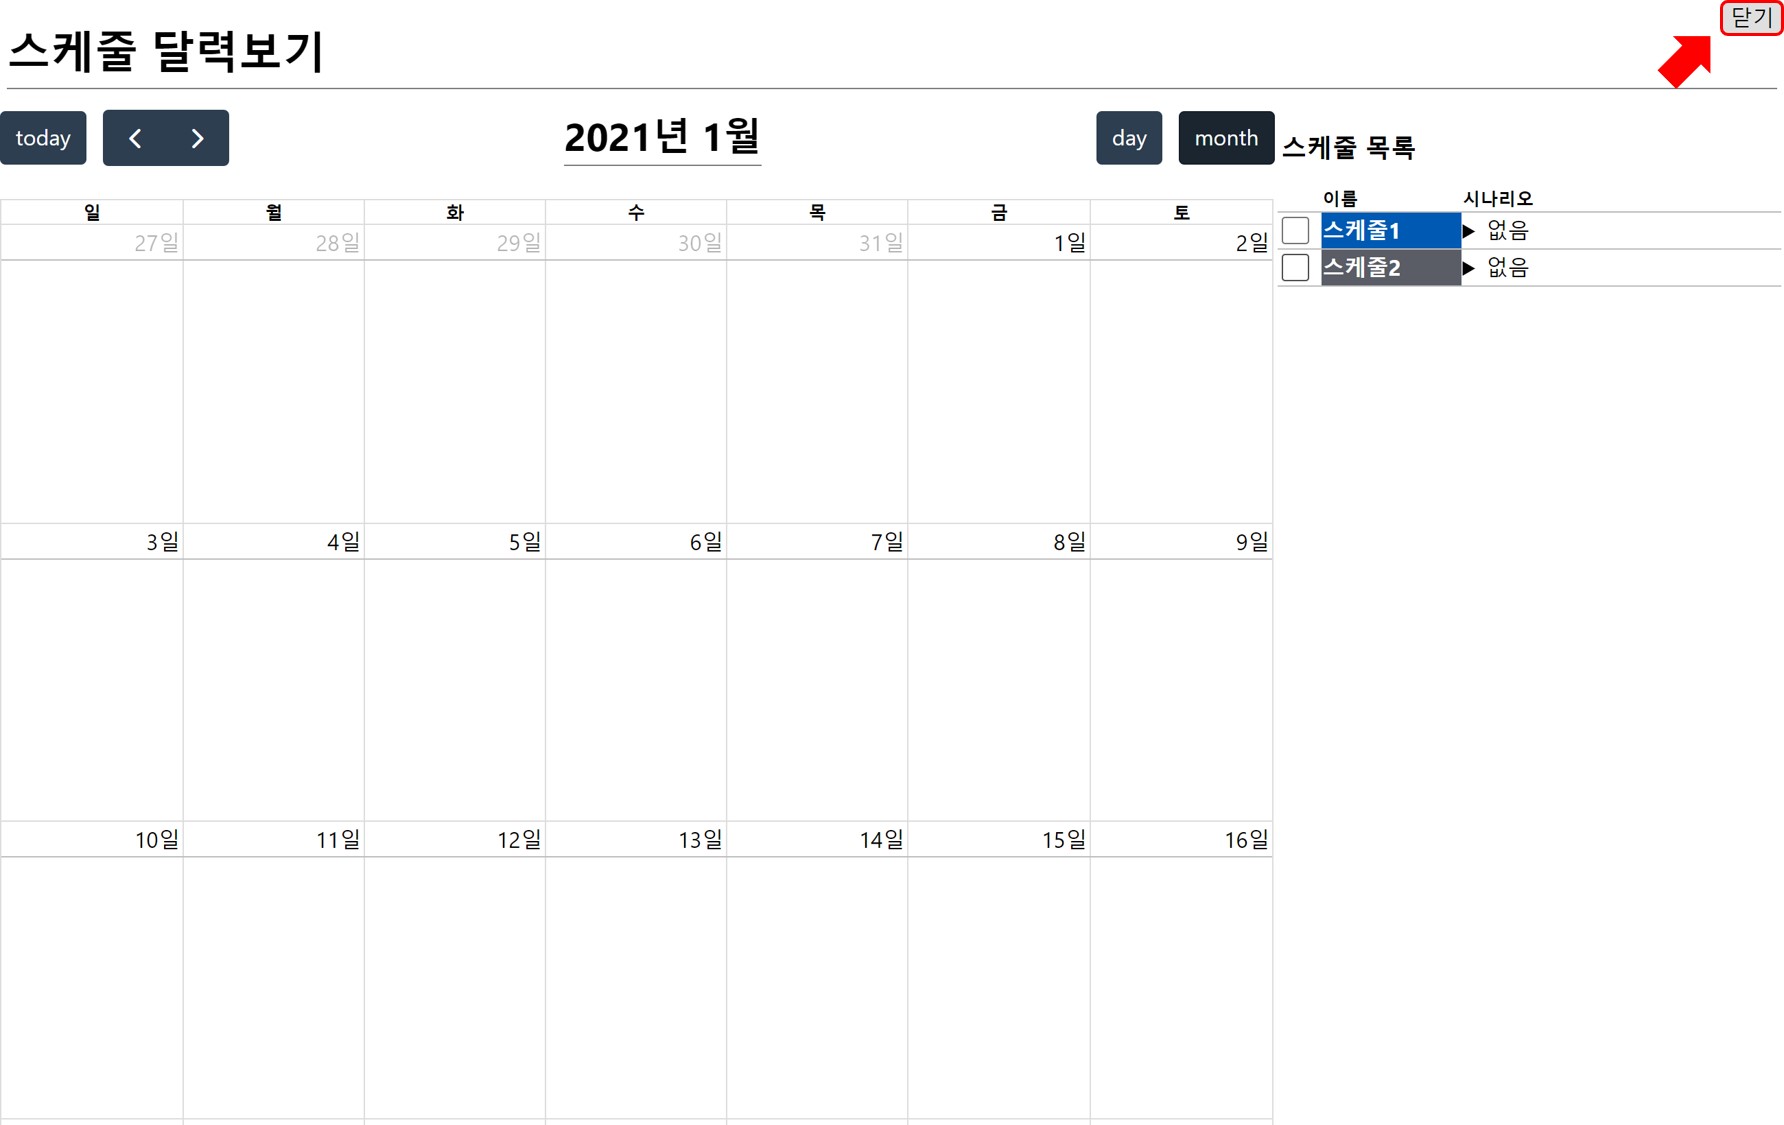 닫기
스케줄 달력보기
today
2021년 1월
day month
스케줄 목록
일 월 화 수 목 금 토
27일 28일 29일 30일 31일 1일 2일
이름 시나리오
스케줄1 ▶ 없음
스케줄2 ▶ 없음
3일 4일 5일 6일 7일 8일 9일
10일 11일 12일 13일 14일 15일 16일